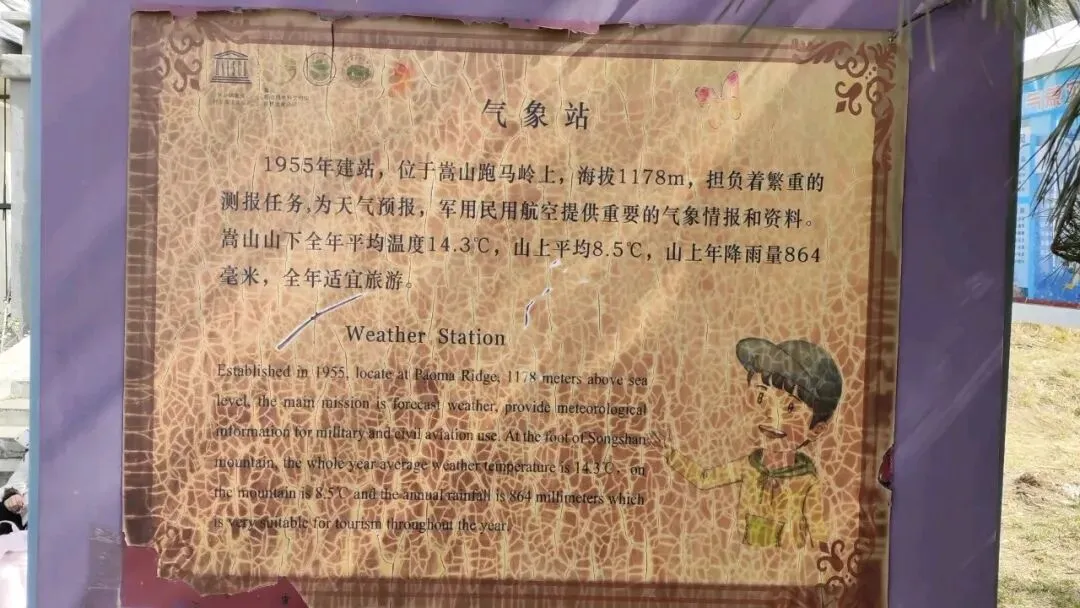 气象站
1955年建站，位于嵩山跑马岭上，海拔1178m，担负着繁重的
测报任务,为天气预报，军用民用航空提供重要的气象情报和资料。
嵩山山下全年平均温度14.3℃，山上平均8.5℃，山上年降雨量864
毫米，全年适宜旅游。
Weather Station
Established in 1955, locate at Paoma Ridge, 1178 meters above sea
level, the main mission is forecast weather, provide meteorological
information for military and civil aviation use. At the foot of Songshan
mountain, the whole year average weather temperature is 14.3℃, on
the mountain is 8.5℃ and the annual rainfall is 864 millimeters which
is very suitable for tourism throughout the year.